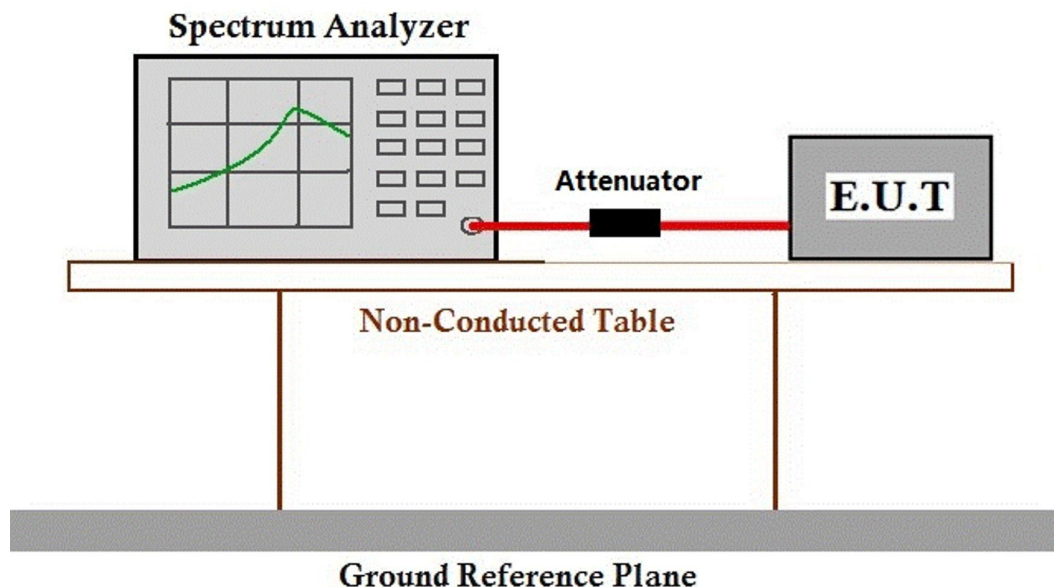 Spectrum Analyzer
Attenuator
E.U.T
Non-Conducted Table
Ground Reference Plane